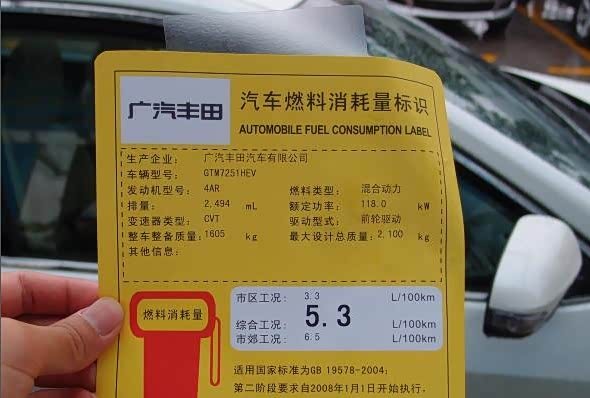 广汽丰田 汽车燃料消耗量标识
AUTOMOBILE FUEL CONSUMPTION LABEL
生产企业: 广汽丰田汽车有限公司
车辆型号: GTM7251HEV
发动机型号: 4AR 燃料类型: 混合动力
排量: 2,494 mL 额定功率: 118.0 kW
变速器类型: CVT 驱动型式: 前轮驱动
整车整备质量: 1605 kg 最大设计总质量: 2,100 kg
其他信息:
燃料消耗量
市区工况: 3.3 L/100km
综合工况: 5.3 L/100km
市郊工况: 6.5 L/100km
适用国家标准为GB 19578-2004;
第二阶段要求自2008年1月1日开始执行,